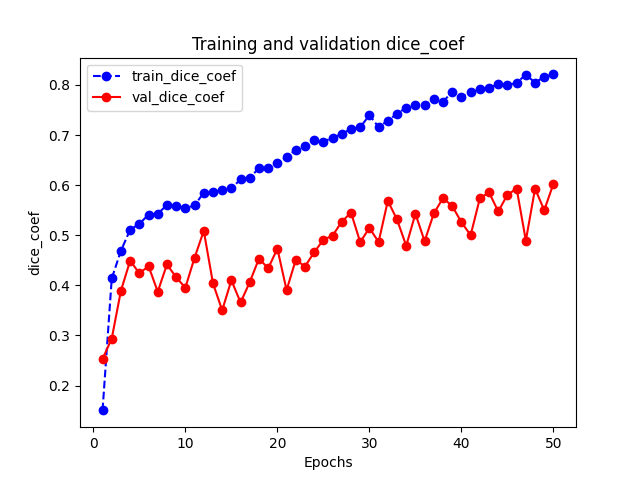 Training and validation dice_coef
train_dice_coef
val_dice_coef
dice_coef
0.8
0.7
0.6
0.5
0.4
0.3
0.2
0 10 20 30 40 50
Epochs